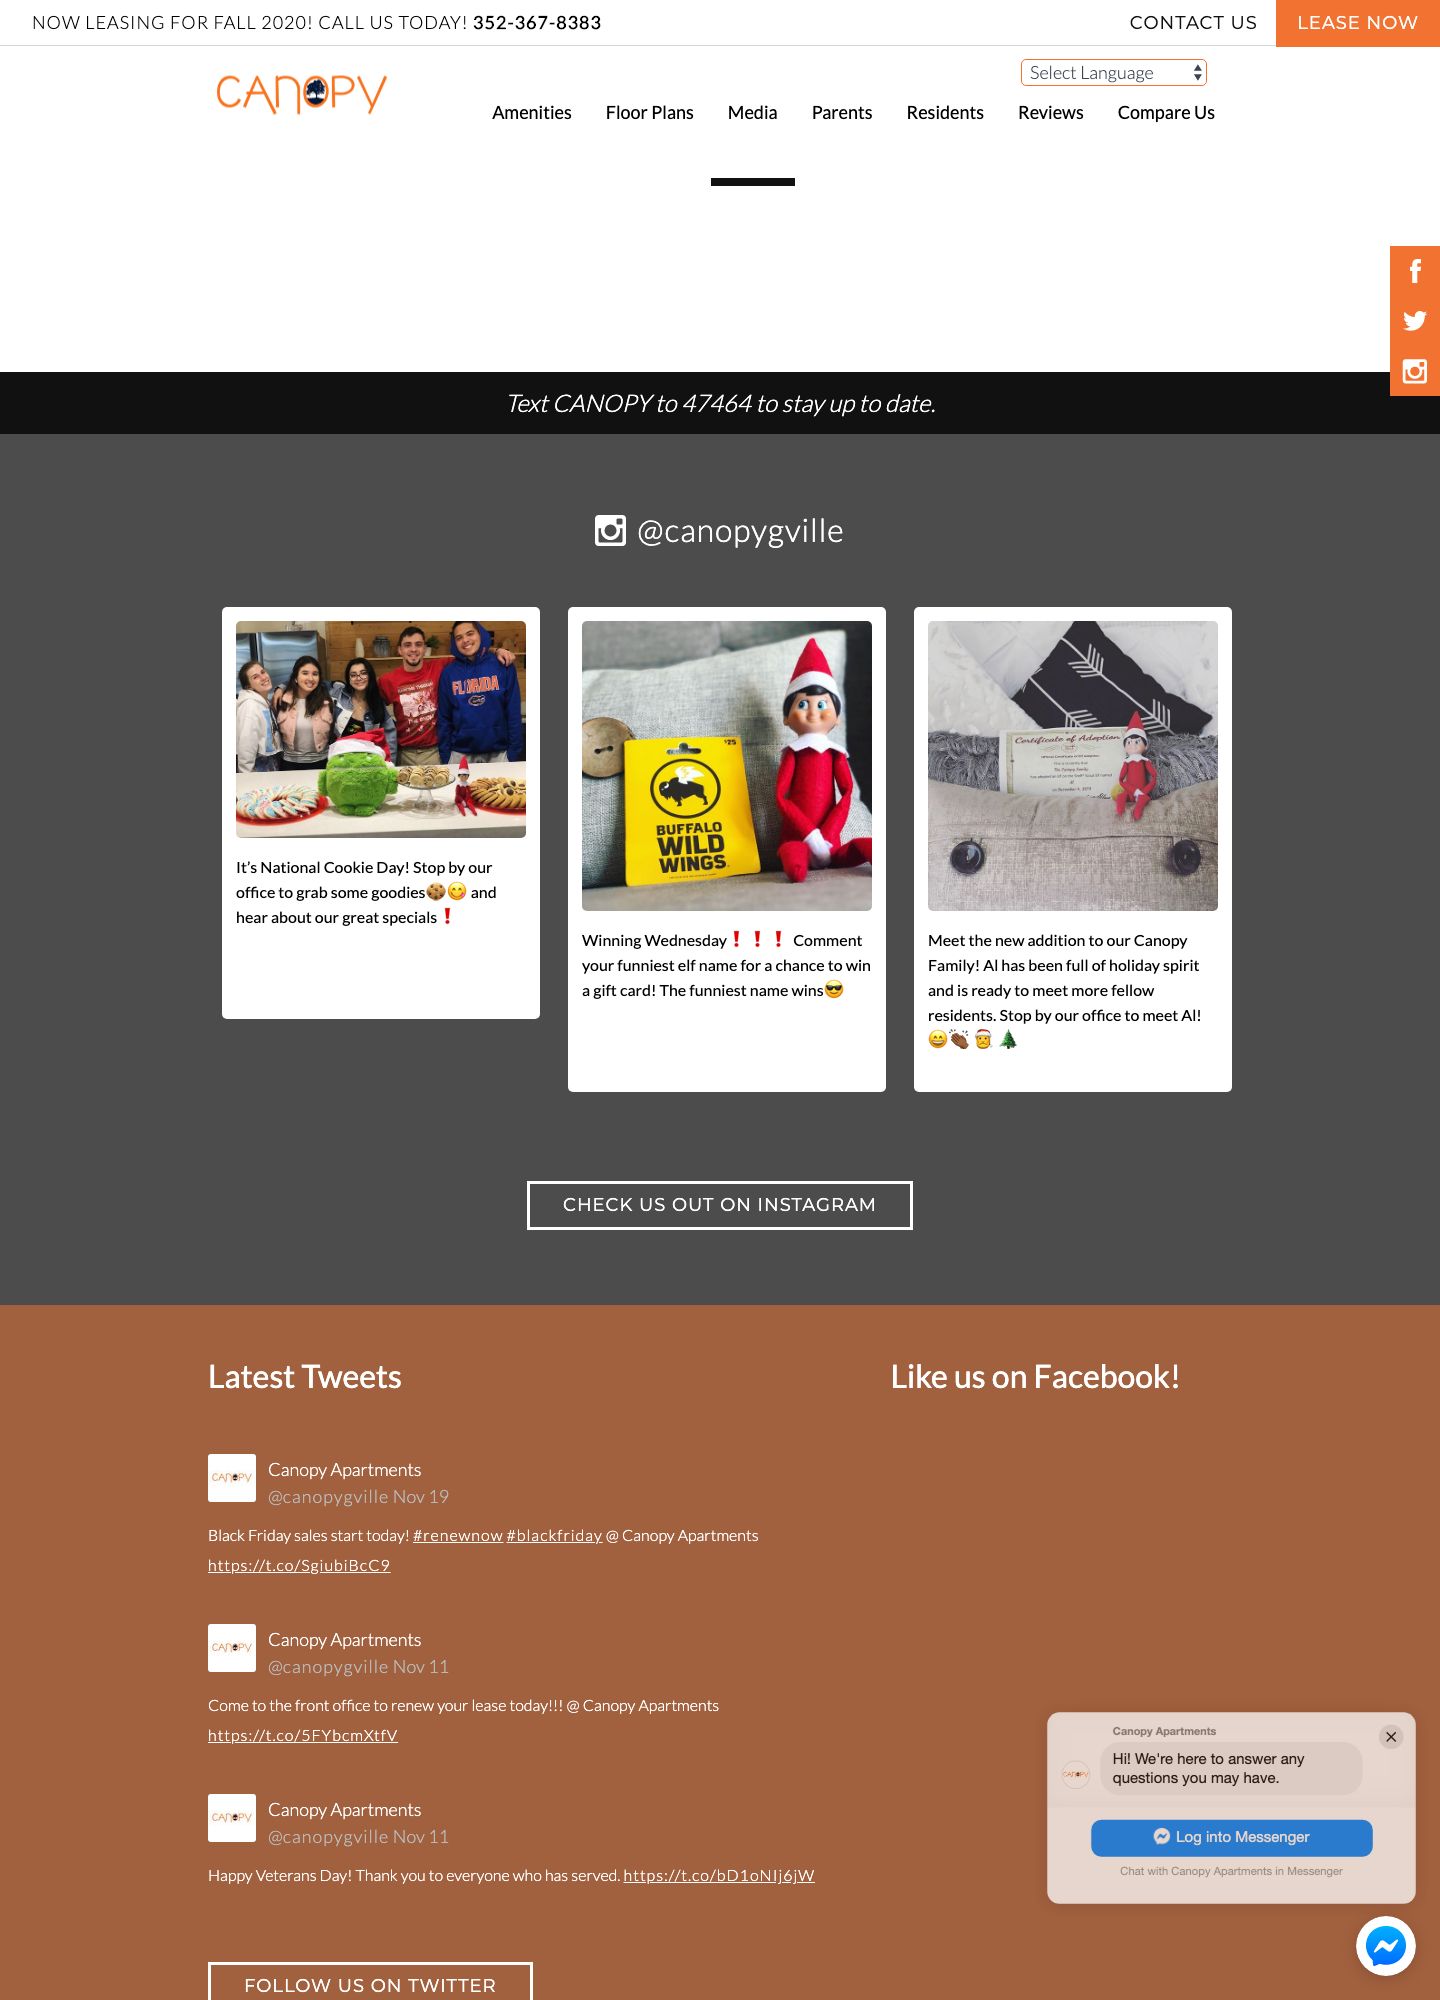 NOW LEASING FOR FALL 2020! CALL US TODAY! 352-367-8383
CONTACT US
LEASE NOW
CANOPY
Select Language
Amenities
Floor Plans
Media
Parents
Residents
Reviews
Compare Us
Text CANOPY to 47464 to stay up to date.
@canopygville
FLORIDA
$25
BUFFALO
WILD
WINGS
Certificate of Adoption
It's National Cookie Day! Stop by our
office to grab some goodies🍪😋 and
hear about our great specials❗
Winning Wednesday❗❗❗ Comment
your funniest elf name for a chance to win
a gift card! The funniest name wins😎
Meet the new addition to our Canopy
Family! Al has been full of holiday spirit
and is ready to meet more fellow
residents. Stop by our office to meet Al!
😄👏🏾🎅🎄
CHECK US OUT ON INSTAGRAM
Latest Tweets
Like us on Facebook!
CANOPY
Canopy Apartments
@canopygville Nov 19
Black Friday sales start today! #renewnow #blackfriday @ Canopy Apartments
https://t.co/SgiubiBcC9
CANOPY
Canopy Apartments
@canopygville Nov 11
Come to the front office to renew your lease today!!! @ Canopy Apartments
https://t.co/5FYbcmXtfV
CANOPY
Canopy Apartments
@canopygville Nov 11
Happy Veterans Day! Thank you to everyone who has served. https://t.co/bD1oNIj6jW
FOLLOW US ON TWITTER
Canopy Apartments
CANOPY
Hi! We're here to answer any
questions you may have.
Log into Messenger
Chat with Canopy Apartments in Messenger